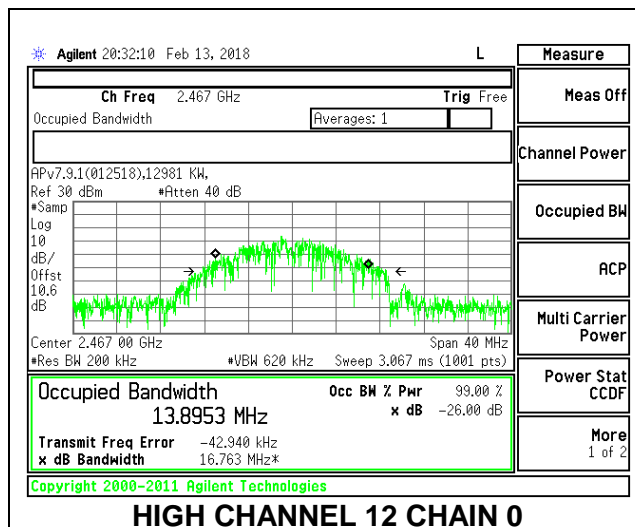 Agilent 20:32:10 Feb 13, 2018 L
Measure
Ch Freq 2.467 GHz Trig Free
Meas Off
Occupied Bandwidth Averages: 1
Channel Power
APv7.9.1(012518),12981 KW,
Ref 30 dBm #Atten 40 dB
#Samp
Log
10
dB/
Offst
10.6
dB
Occupied BW
ACP
Center 2.467 00 GHz Span 40 MHz
#Res BW 200 kHz #VBW 620 kHz Sweep 3.067 ms (1001 pts)
Multi Carrier
Power
Occupied Bandwidth Occ BW % Pwr 99.00 %
13.8953 MHz x dB -26.00 dB
Power Stat
CCDF
Transmit Freq Error -42.940 kHz
x dB Bandwidth 16.763 MHz*
More
1 of 2
Copyright 2000-2011 Agilent Technologies
HIGH CHANNEL 12 CHAIN 0